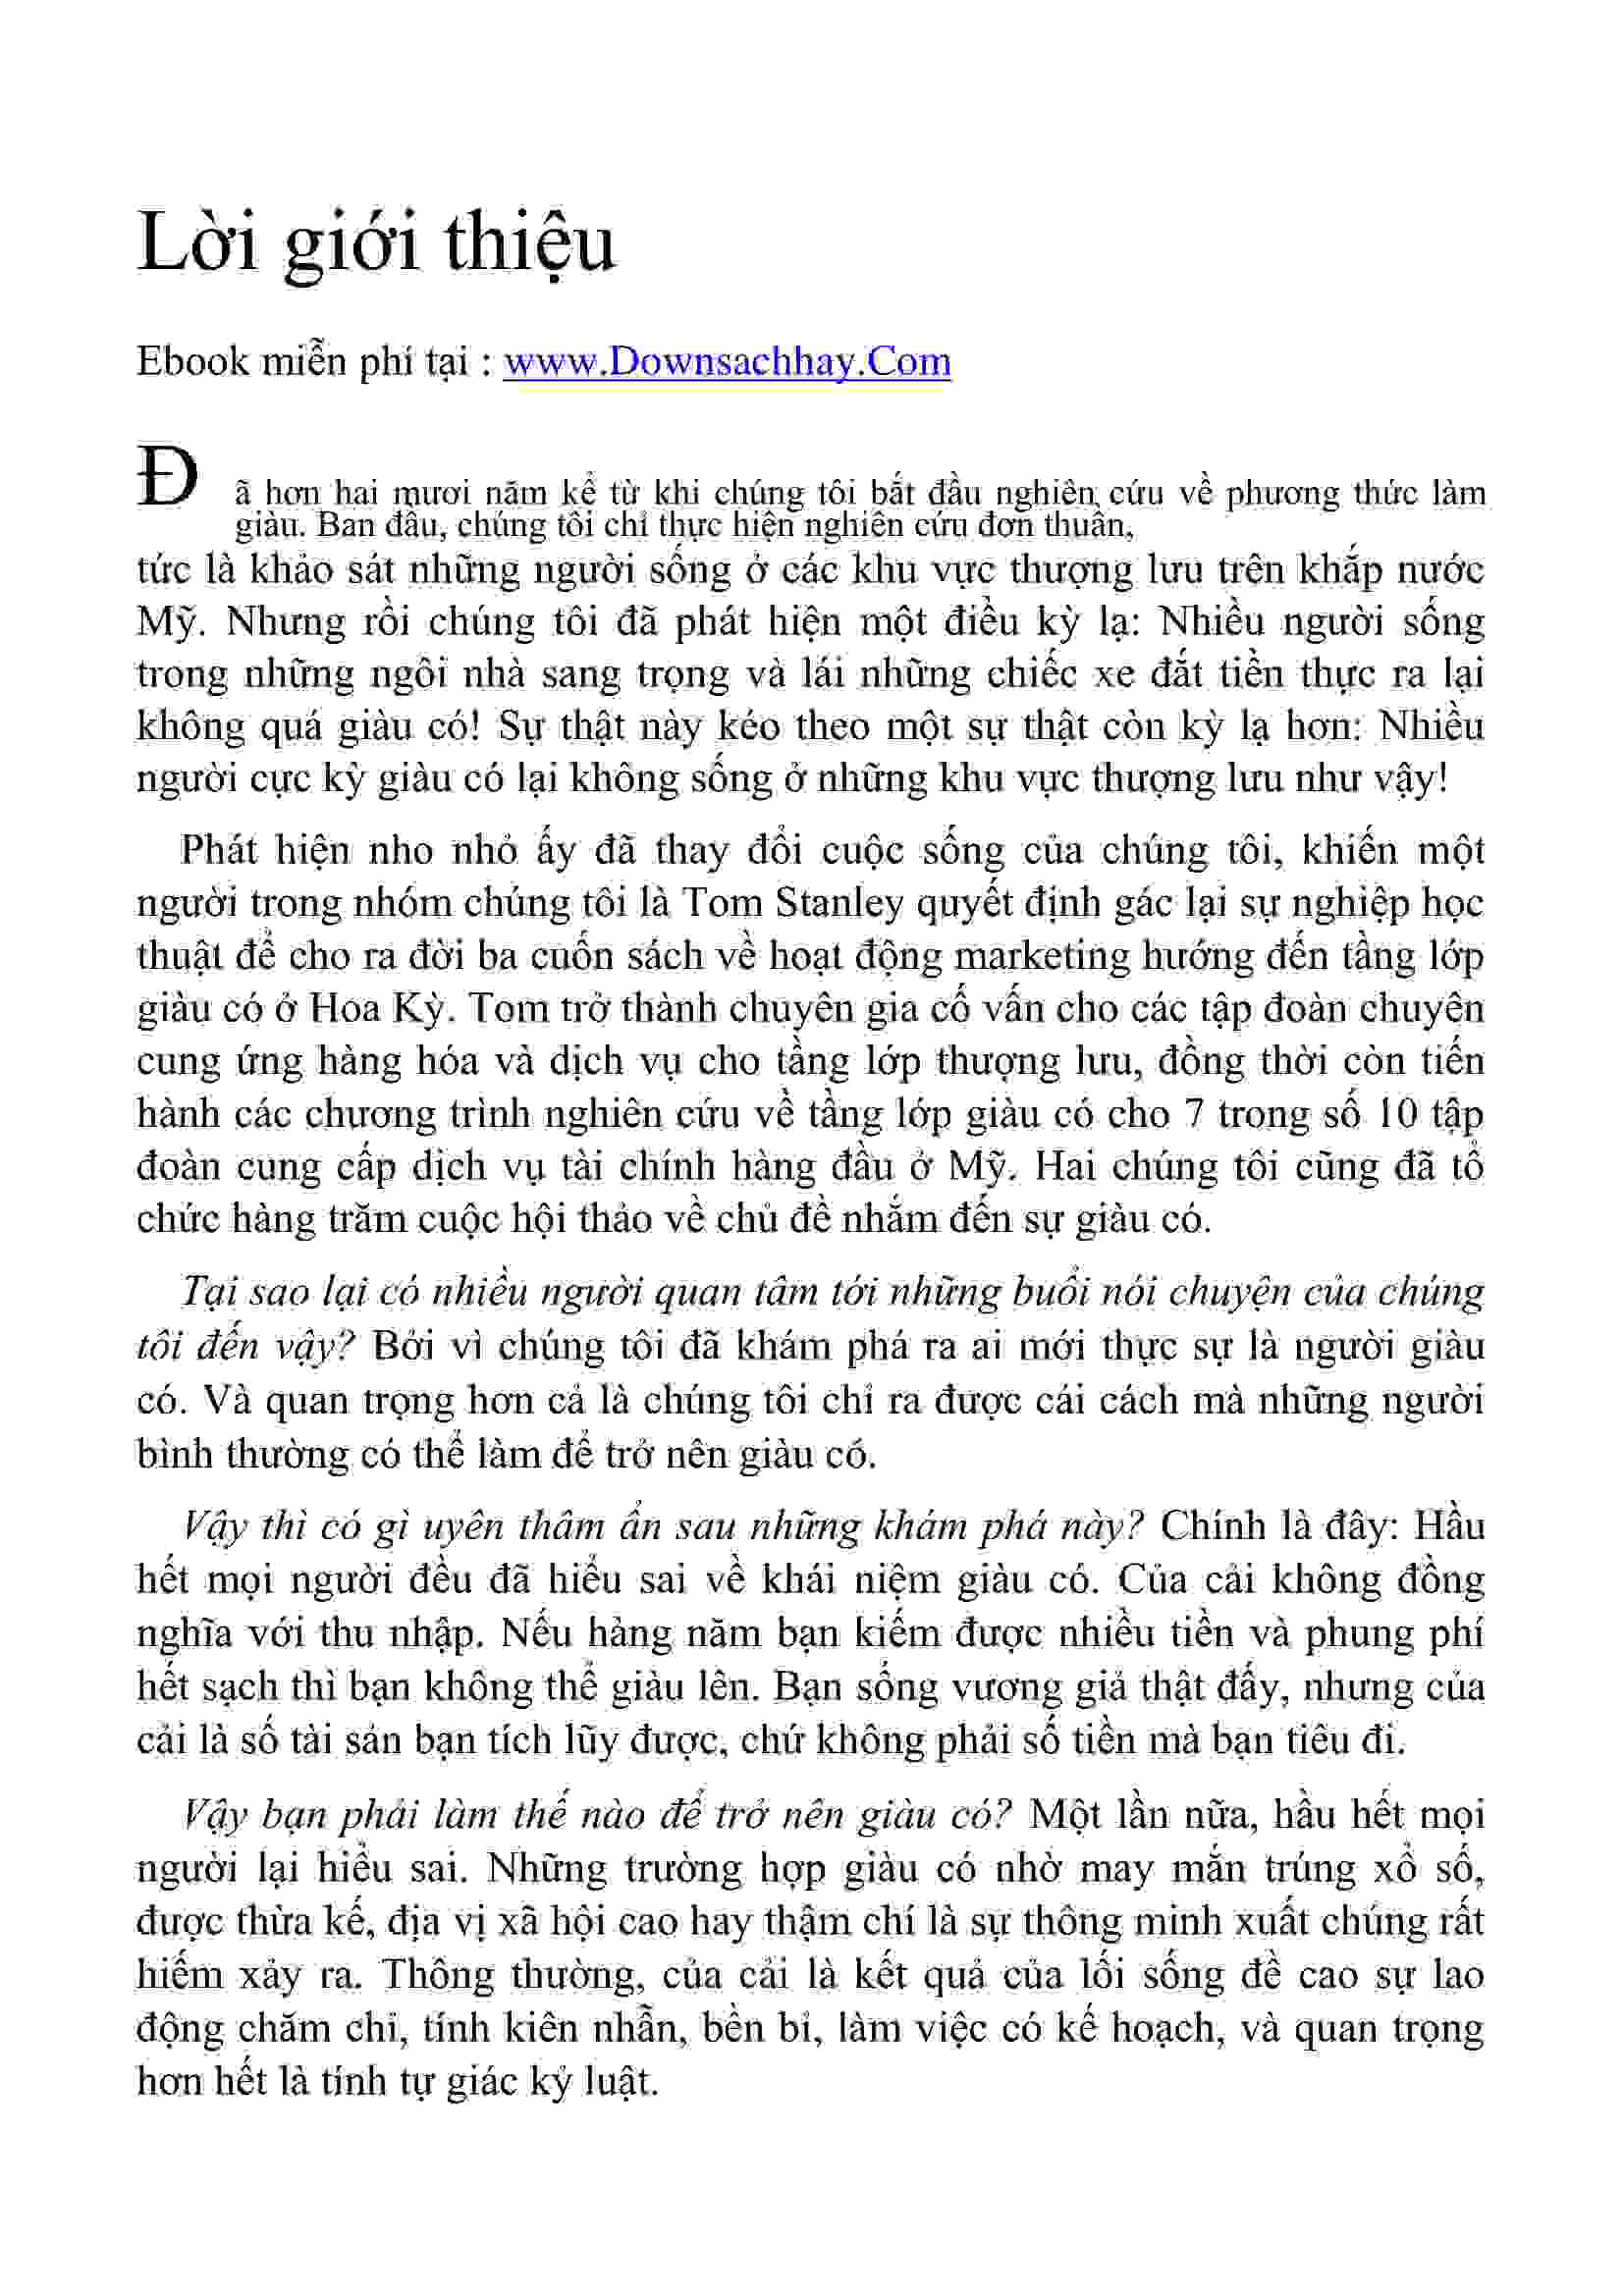 Lời giới thiệu
Ebook miễn phí tại : www.Downsachhay.Com
Đã hơn hai mươi năm kể từ khi chúng tôi bắt đầu nghiên cứu về phương thức làm
giàu. Ban đầu, chúng tôi chỉ thực hiện nghiên cứu đơn thuần,
tức là khảo sát những người sống ở các khu vực thượng lưu trên khắp nước
Mỹ. Nhưng rồi chúng tôi đã phát hiện một điều kỳ lạ: Nhiều người sống
trong những ngôi nhà sang trọng và lái những chiếc xe đắt tiền thực ra lại
không quá giàu có! Sự thật này kéo theo một sự thật còn kỳ lạ hơn: Nhiều
người cực kỳ giàu có lại không sống ở những khu vực thượng lưu như vậy!
Phát hiện nho nhỏ ấy đã thay đổi cuộc sống của chúng tôi, khiến một
người trong nhóm chúng tôi là Tom Stanley quyết định gác lại sự nghiệp học
thuật để cho ra đời ba cuốn sách về hoạt động marketing hướng đến tầng lớp
giàu có ở Hoa Kỳ. Tom trở thành chuyên gia cố vấn cho các tập đoàn chuyên
cung ứng hàng hóa và dịch vụ cho tầng lớp thượng lưu, đồng thời còn tiến
hành các chương trình nghiên cứu về tầng lớp giàu có cho 7 trong số 10 tập
đoàn cung cấp dịch vụ tài chính hàng đầu ở Mỹ. Hai chúng tôi cũng đã tổ
chức hàng trăm cuộc hội thảo về chủ đề nhắm đến sự giàu có.
Tại sao lại có nhiều người quan tâm tới những buổi nói chuyện của chúng
tôi đến vậy? Bởi vì chúng tôi đã khám phá ra ai mới thực sự là người giàu
có. Và quan trọng hơn cả là chúng tôi chỉ ra được cái cách mà những người
bình thường có thể làm để trở nên giàu có.
Vậy thì có gì uyên thâm ẩn sau những khám phá này? Chính là đây: Hầu
hết mọi người đều đã hiểu sai về khái niệm giàu có. Của cải không đồng
nghĩa với thu nhập. Nếu hàng năm bạn kiếm được nhiều tiền và phung phí
hết sạch thì bạn không thể giàu lên. Bạn sống vương giả thật đấy, nhưng của
cải là số tài sản bạn tích lũy được, chứ không phải số tiền mà bạn tiêu đi.
Vậy bạn phải làm thế nào để trở nên giàu có? Một lần nữa, hầu hết mọi
người lại hiểu sai. Những trường hợp giàu có nhờ may mắn trúng xổ số,
được thừa kế, địa vị xã hội cao hay thậm chí là sự thông minh xuất chúng rất
hiếm xảy ra. Thông thường, của cải là kết quả của lối sống đề cao sự lao
động chăm chỉ, tính kiên nhẫn, bền bỉ, làm việc có kế hoạch, và quan trọng
hơn hết là tính tự giác kỷ luật.